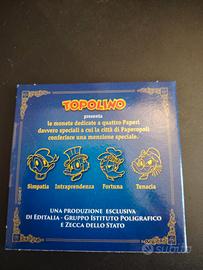 TOPOLINO
presenta
le monete dedicate a quattro Paperi
davvero speciali a cui la città di Paperopoli
conferisce una menzione speciale.
Simpatia Intraprendenza Fortuna Tenacia
UNA PRODUZIONE ESCLUSIVA
DI EDITALIA - GRUPPO ISTITUTO POLIGRAFICO
E ZECCA DELLO STATO
subito